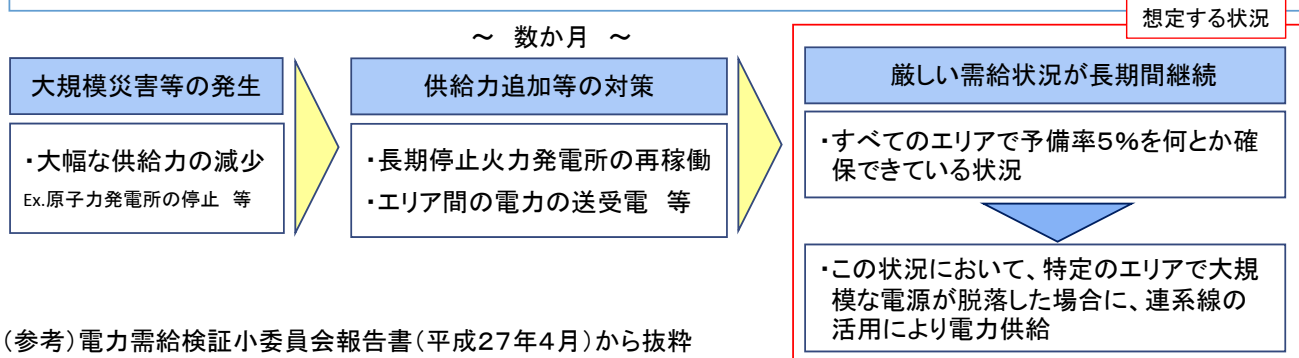 想定する状況
～ 数か月 ～
大規模災害等の発生
・大幅な供給力の減少
Ex.原子力発電所の停止 等
供給力追加等の対策
・長期停止火力発電所の再稼働
・エリア間の電力の送受電 等
厳しい需給状況が長期間継続
・すべてのエリアで予備率5%を何とか確
保できている状況
・この状況において、特定のエリアで大規
模な電源が脱落した場合に、連系線の
活用により電力供給
(参考)電力需給検証小委員会報告書(平成27年4月)から抜粋